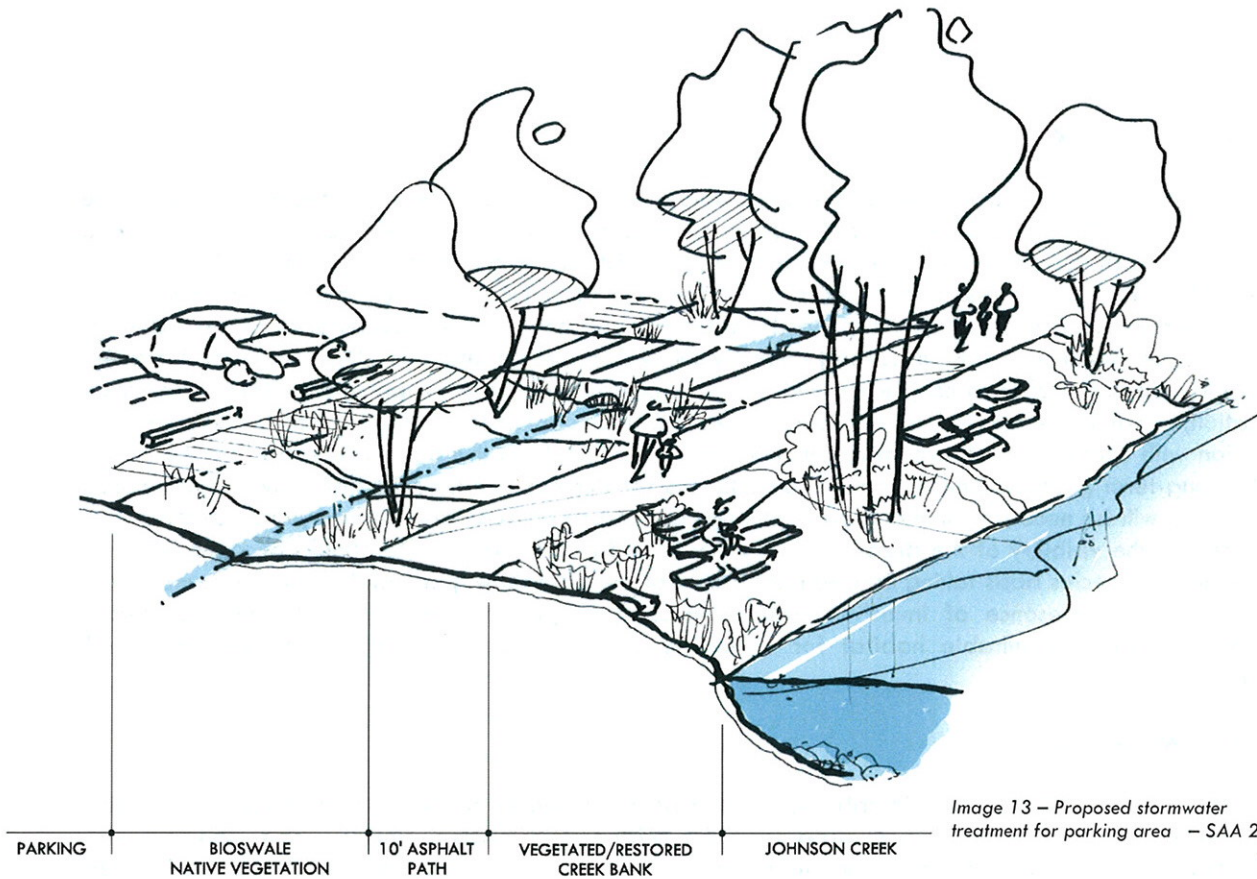 PARKING
BIOSWALE
NATIVE VEGETATION
10' ASPHALT
PATH
VEGETATED/RESTORED
CREEK BANK
JOHNSON CREEK
Image 13 – Proposed stormwater
treatment for parking area – SAA 2